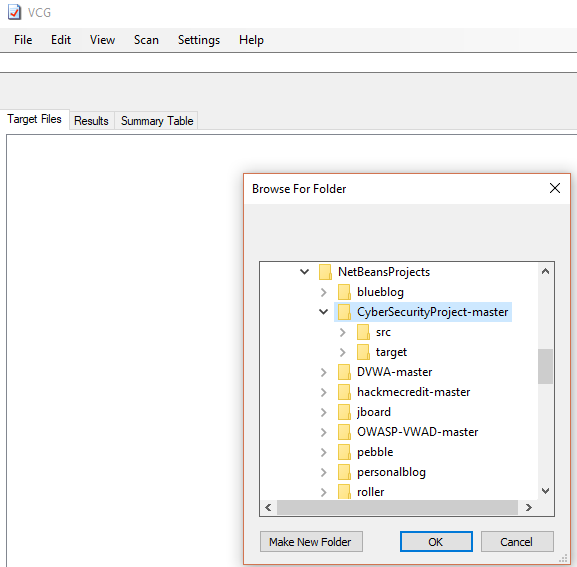 VCG
File Edit View Scan Settings Help
Target Files Results Summary Table
Browse For Folder
NetBeansProjects
blueblog
CyberSecurityProject-master
src
target
DVWA-master
hackmecredit-master
jboard
OWASP-VWAD-master
pebble
personalblog
roller
Make New Folder OK Cancel